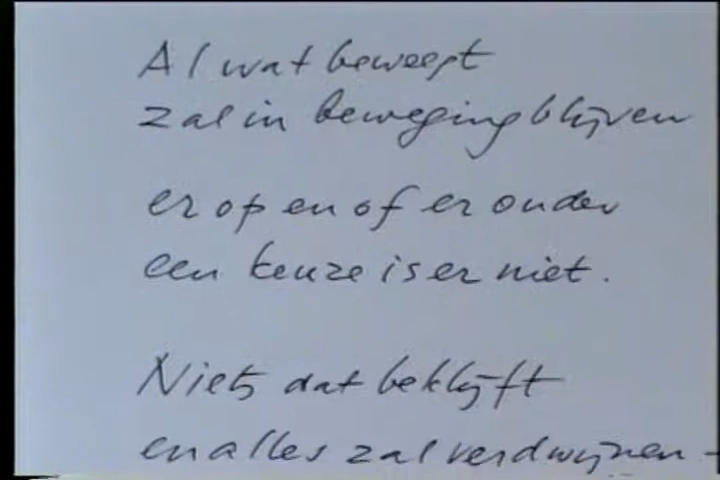 Al wat beweegt
zal in beweging blijven
er op en of er onder
een keuze is er niet.
Niets dat beklijft
en alles zal verdwijnen -